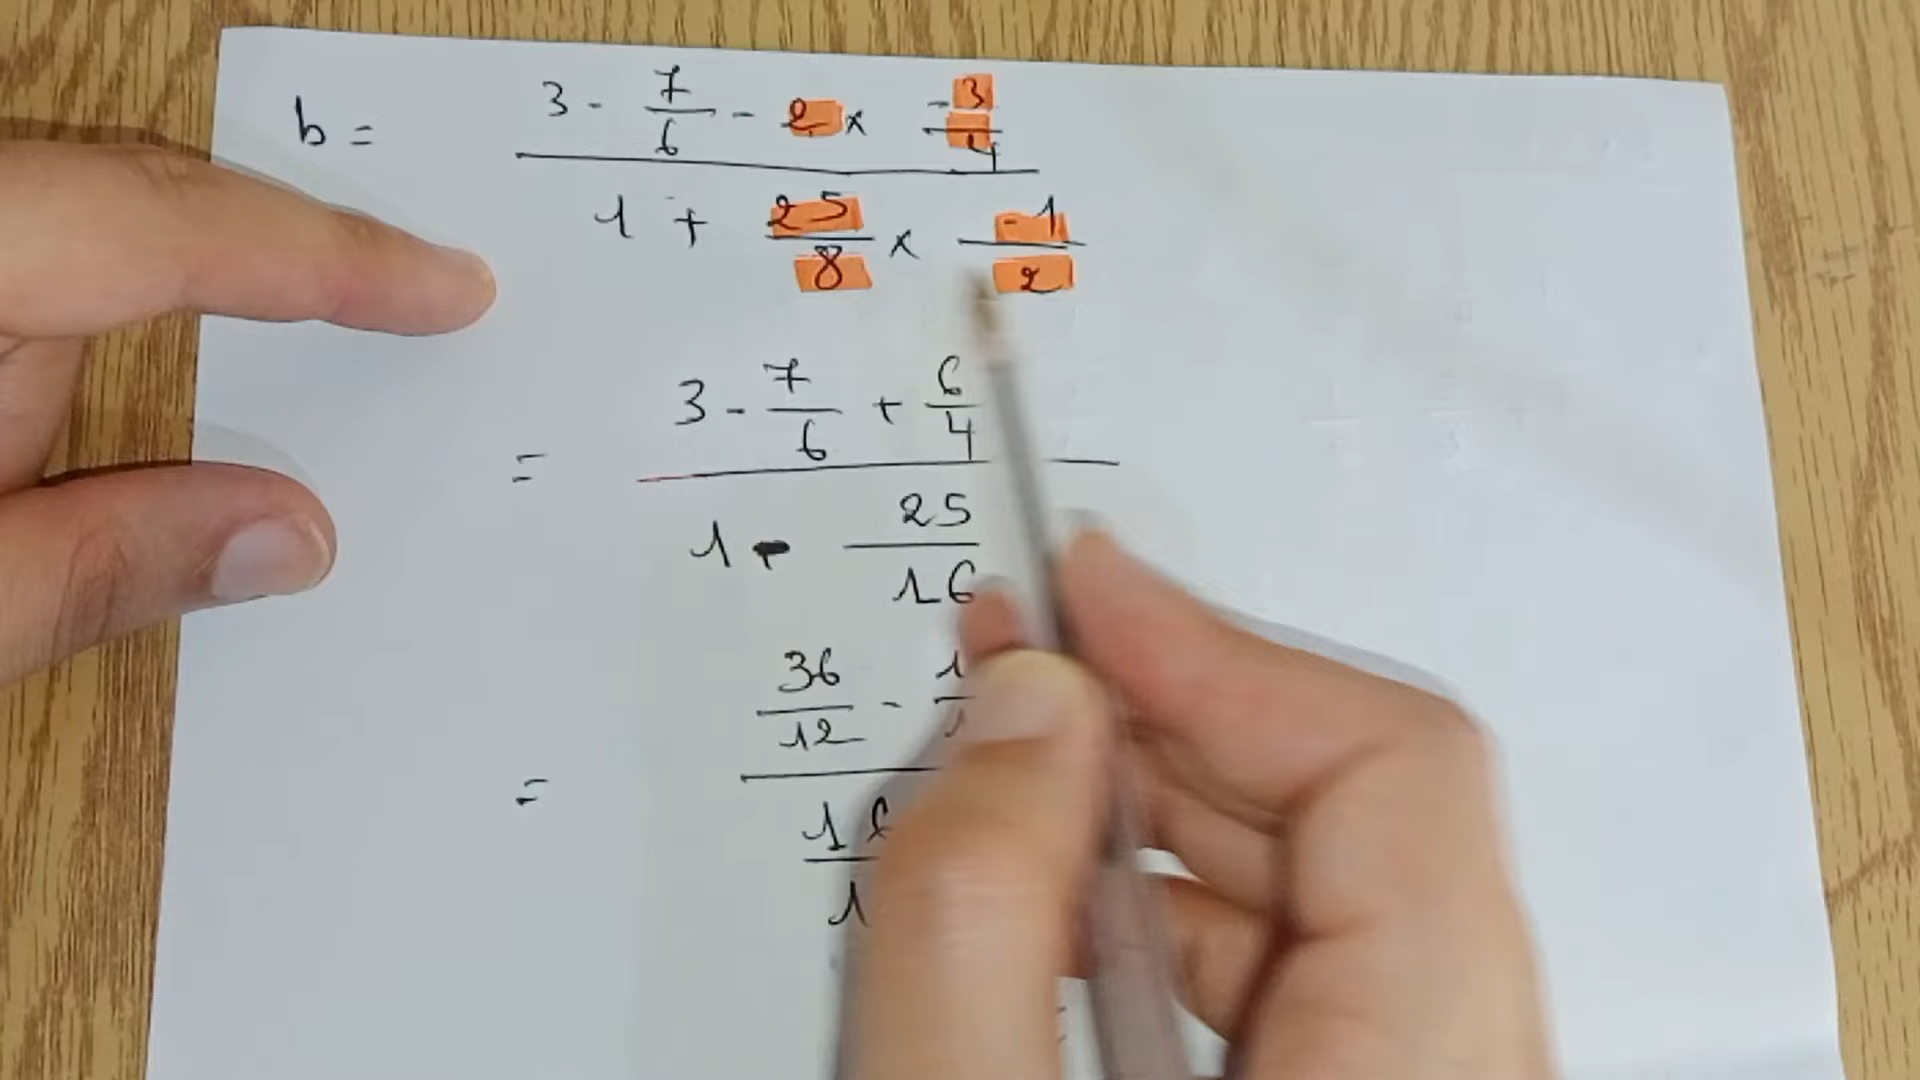 b = (3 - 7/6 - 2 × -3/4) / (1 + 25/8 × -1/2)
= (3 - 7/6 + 6/4) / (1 - 25/16)
= 36/12 -